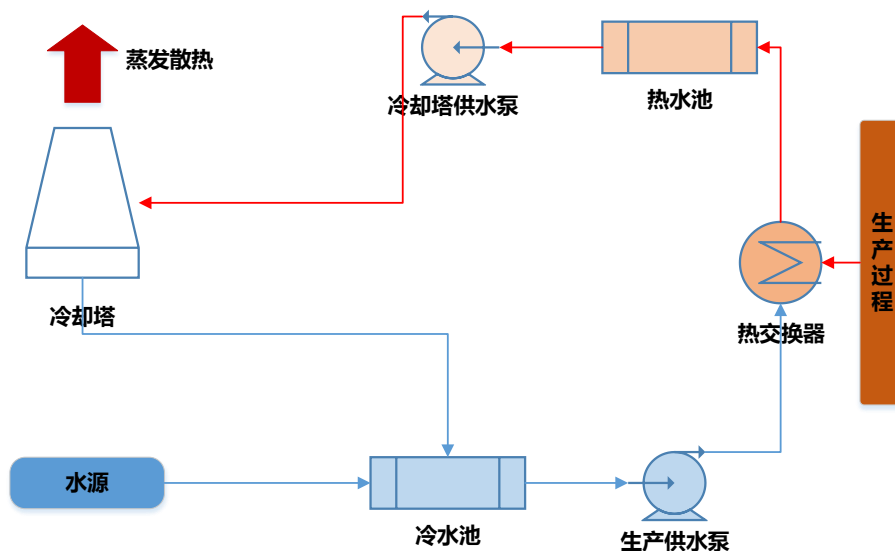 蒸发散热
冷却塔供水泵
热水池
生产过程
冷却塔
热交换器
水源
冷水池
生产供水泵